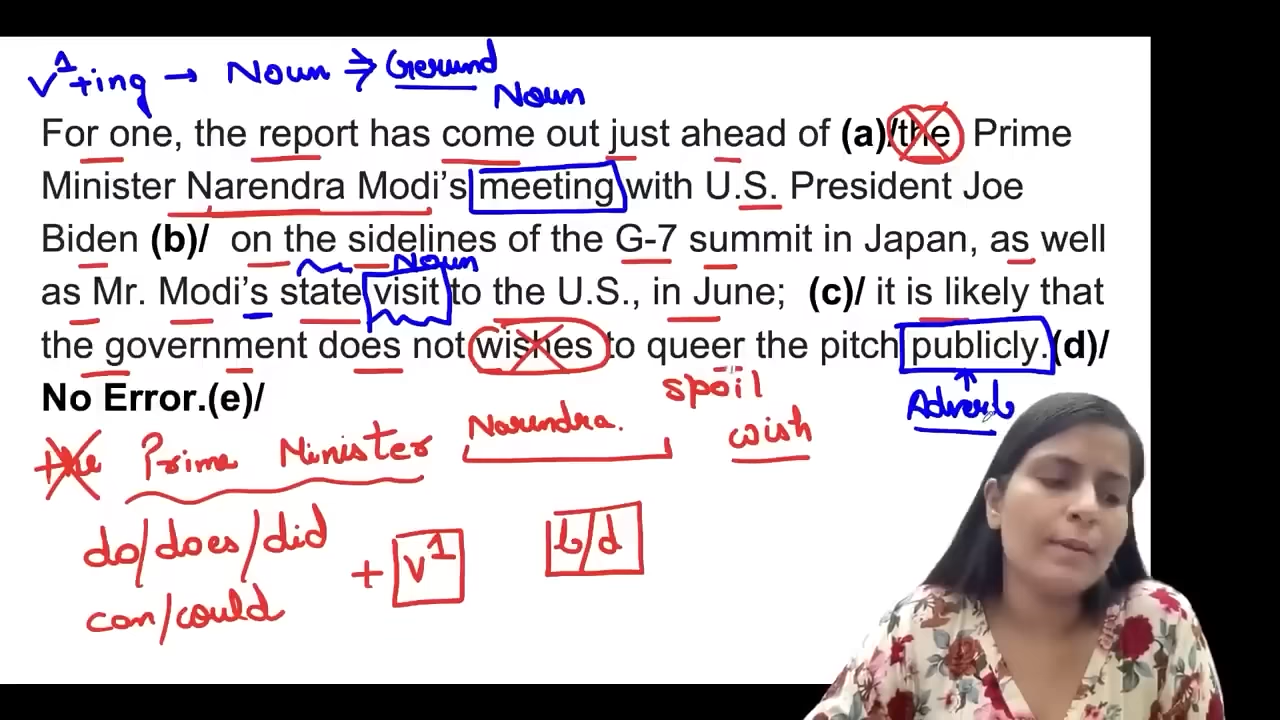 v¹+ing → Noun ⇒ Gerund
Noun
For one, the report has come out just ahead of (a)/the Prime
Minister Narendra Modi’s meeting with U.S. President Joe
Biden (b)/ on the sidelines of the G-7 summit in Japan, as well
Noun
as Mr. Modi’s state visit to the U.S., in June; (c)/ it is likely that
the government does not wishes to queer the pitch publicly.(d)/
spoil
No Error.(e)/
Adverb
the Prime Minister Narendra. wish
do/does/did
+ v¹ b/d
can/could